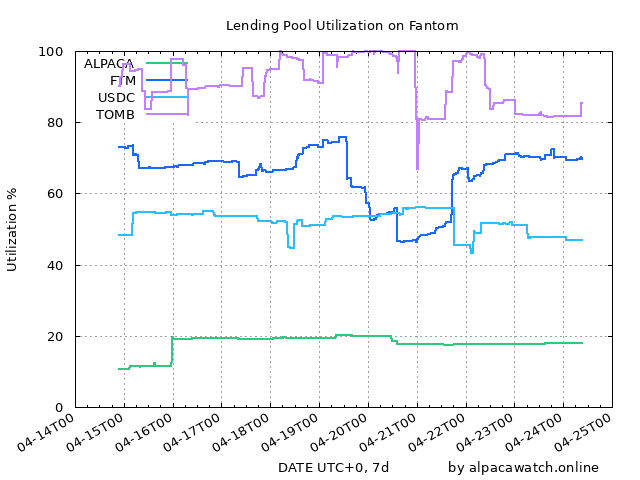 Lending Pool Utilization on Fantom
100
80
60
40
20
0
Utilization %
ALPACA
FTM
USDC
TOMB
04-14T00
04-15T00
04-16T00
04-17T00
04-18T00
04-19T00
04-20T00
04-21T00
04-22T00
04-23T00
04-24T00
04-25T00
DATE UTC+0, 7d
by alpacawatch.online